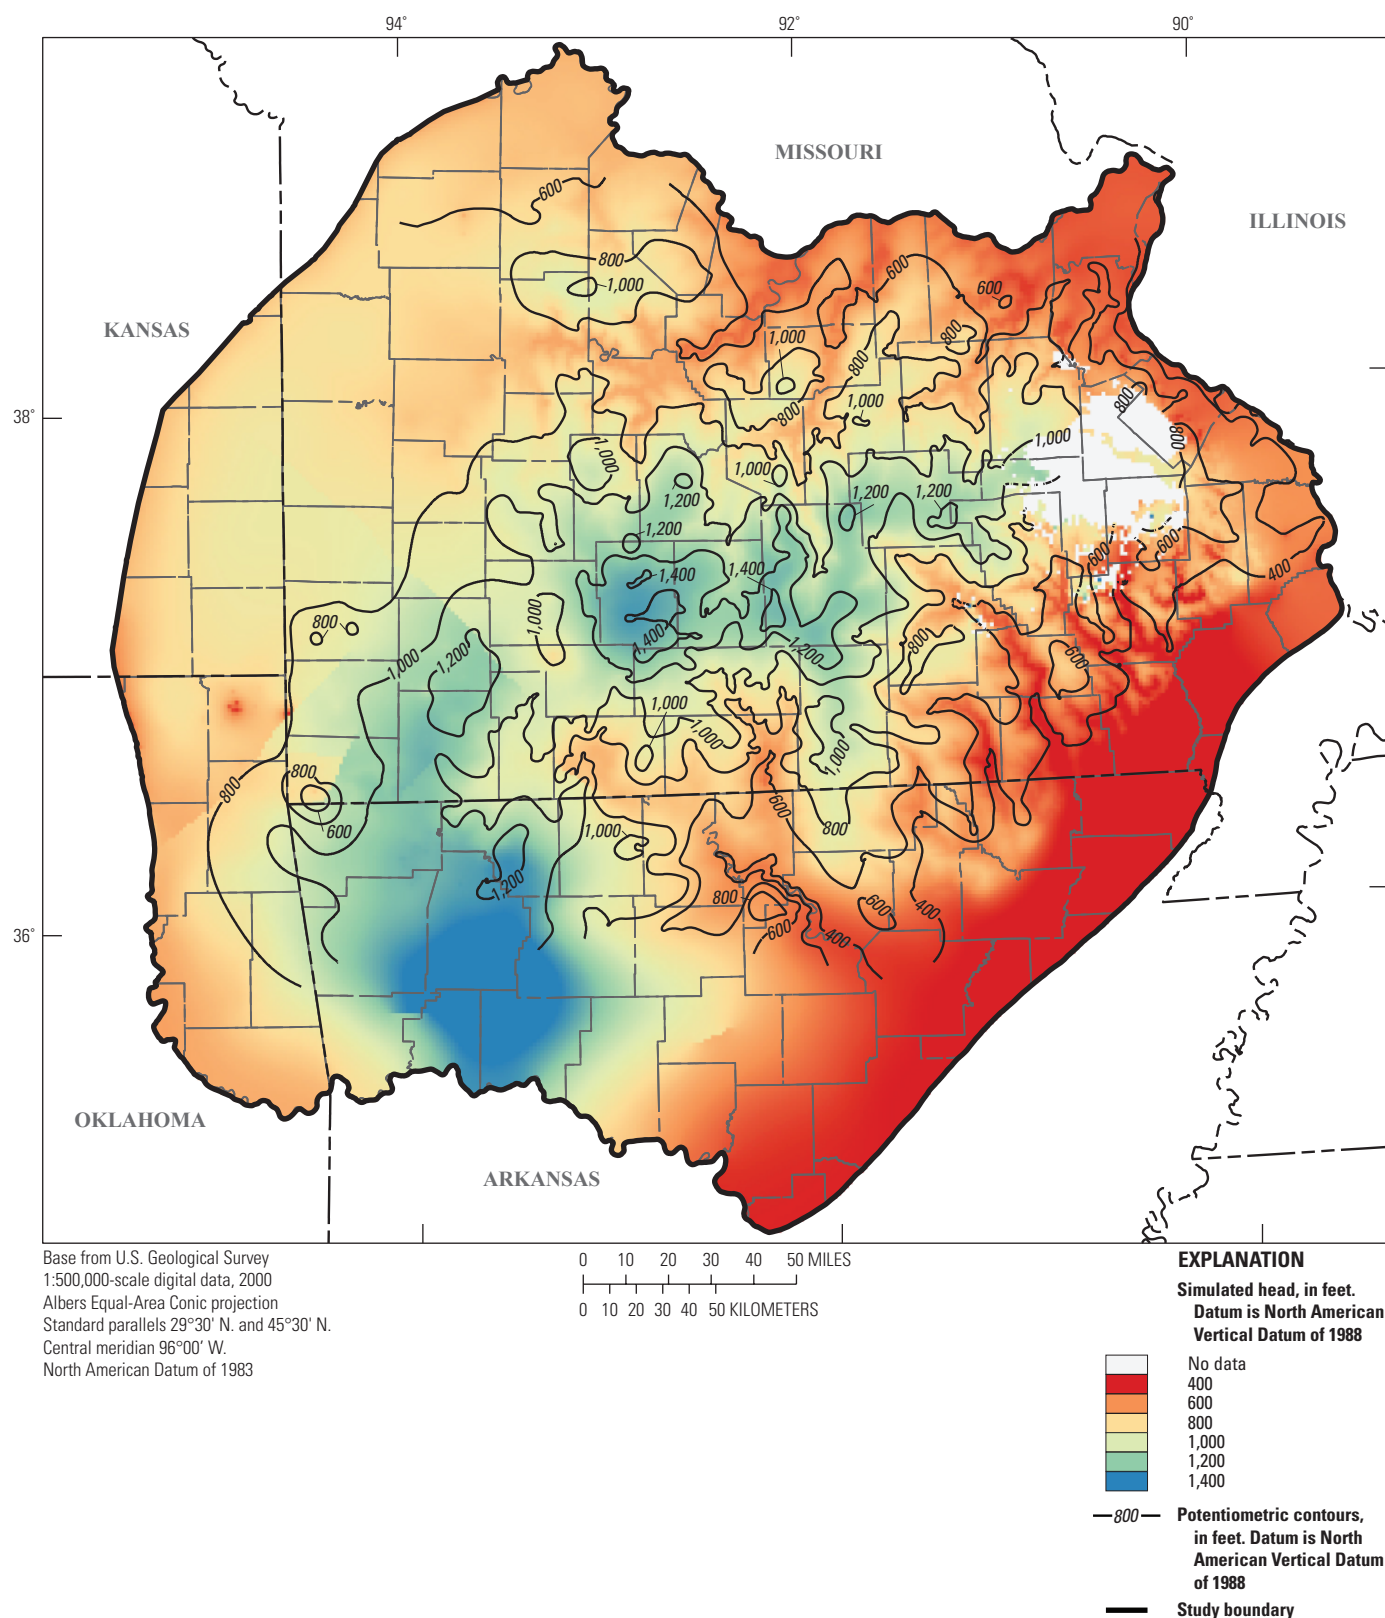 94°
92°
90°
MISSOURI
ILLINOIS
600
800
600
1,000
600
KANSAS
1,000
800
800
800
38°
1,000
800
1,000
800
1,000
1,000
1,200
1,200
1,200
1,200
600
600
1,400
1,400
400
1,000
800
1,400
800
1,200
1,000
1,200
600
1,000
1,000
1,000
800
800
600
600
1,000
800
1,200
800
600
400
36°
600
400
OKLAHOMA
ARKANSAS
Base from U.S. Geological Survey
1:500,000-scale digital data, 2000
Albers Equal-Area Conic projection
Standard parallels 29°30' N. and 45°30' N.
Central meridian 96°00' W.
North American Datum of 1983
0 10 20 30 40 50 MILES
0 10 20 30 40 50 KILOMETERS
EXPLANATION
Simulated head, in feet.
Datum is North American
Vertical Datum of 1988
No data
400
600
800
1,000
1,200
1,400
800
Potentiometric contours,
in feet. Datum is North
American Vertical Datum
of 1988
Study boundary